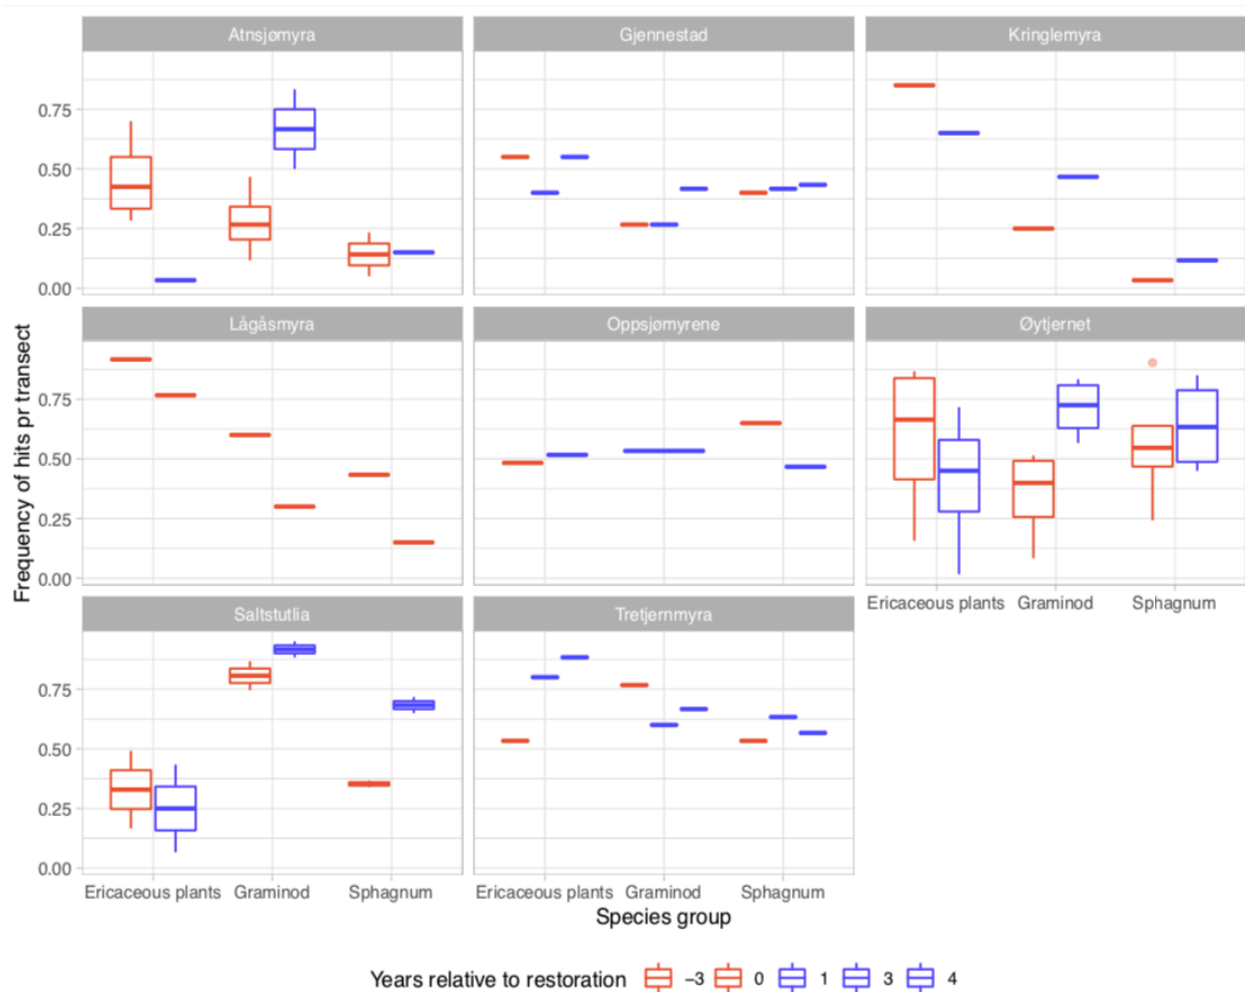 Atnsjømyra Gjennestad Kringlemyra
0.75
0.50
0.25
0.00
Lågåsmyra Oppsjømyrene Øytjernet
0.75
0.50
0.25
0.00
Ericaceous plants Graminod Sphagnum
Saltstutlia Tretjernmyra
0.75
0.50
0.25
0.00
Ericaceous plants Graminod Sphagnum Ericaceous plants Graminod Sphagnum
Frequency of hits pr transect
Species group
Years relative to restoration -3 0 1 3 4